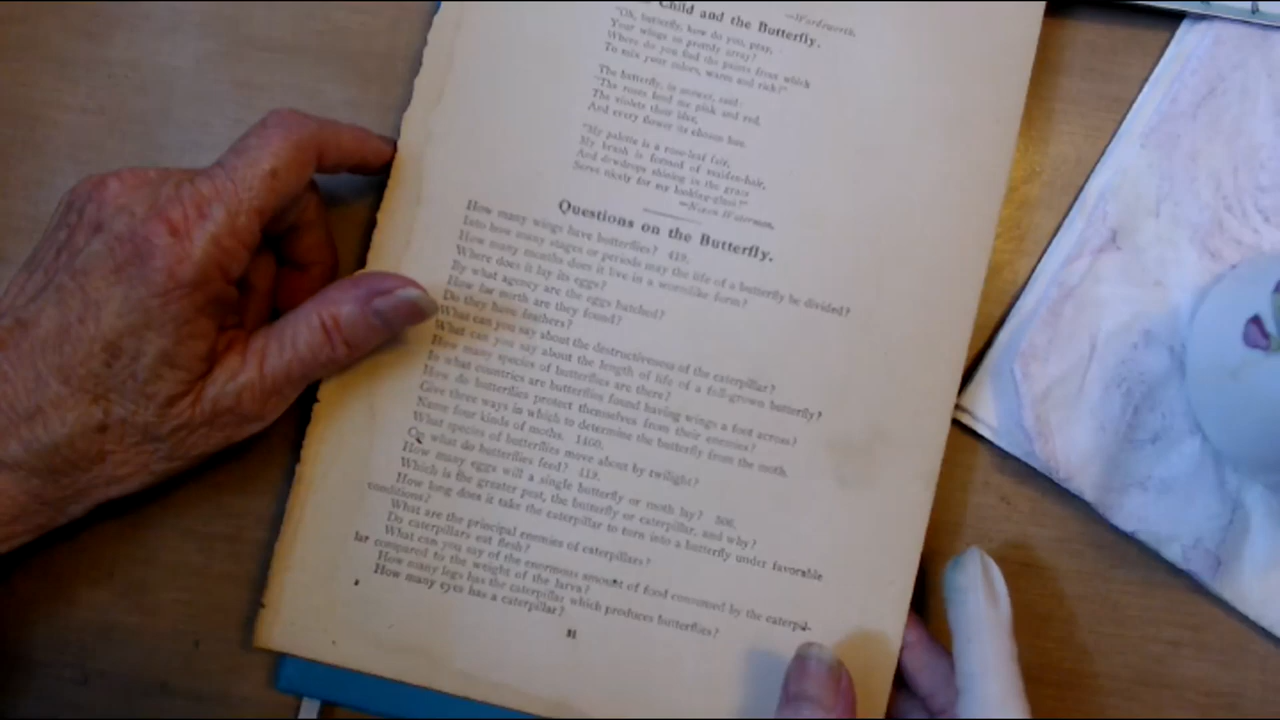 —Wordsworth.
Child and the Butterfly.
"Oh, butterfly, how do you, pray,
Your wings so prettily array?
Where do you find the paints from which
To mix your colors, warm and rich?"
The butterfly, in answer, said:
"The roses lend me pink and red,
The violets their blue,
And every flower its chosen hue.
"My palette is a rose-leaf fair,
My brush is formed of maiden-hair,
And dewdrops shining in the grass
Serve nicely for my looking-glass!"
—Nixon Waterman.
Questions on the Butterfly.
How many wings have butterflies? 419.
Into how many stages or periods may the life of a butterfly be divided?
How many months does it live in a wormlike form?
Where does it lay its eggs?
By what agency are the eggs hatched?
How far north are they found?
Do they have feathers?
What can you say about the destructiveness of the caterpillar?
What can you say about the length of life of a full-grown butterfly?
How many species of butterflies are there?
In what countries are butterflies found having wings a foot across?
How do butterflies protect themselves from their enemies?
Give three ways in which to determine the butterfly from the moth.
Name four kinds of moths. 1460.
What species of butterflies move about by twilight?
On what do butterflies feed? 419.
How many eggs will a single butterfly or moth lay? 308.
Which is the greater pest, the butterfly or caterpillar, and why?
How long does it take the caterpillar to turn into a butterfly under favorable
conditions?
What are the principal enemies of caterpillars?
Do caterpillars eat flesh?
What can you say of the enormous amount of food consumed by the caterpil-
lar compared to the weight of the larva?
How many legs has the caterpillar which produces butterflies?
How many eyes has a caterpillar?
31